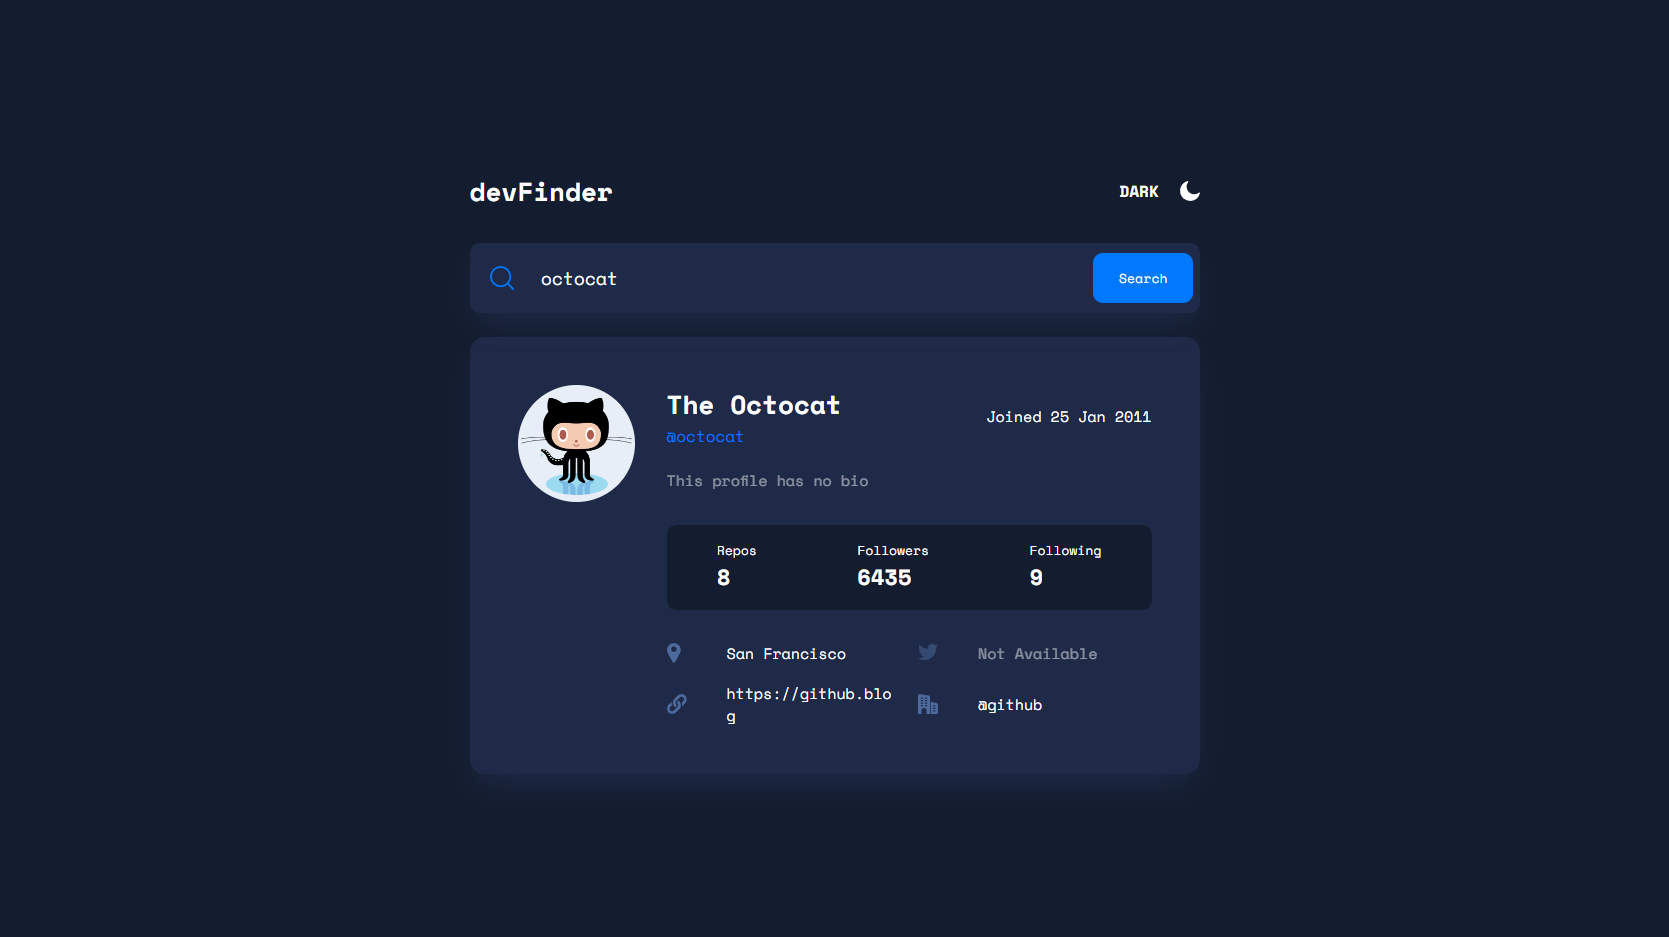 devFinder
DARK
octocat
Search
The Octocat
Joined 25 Jan 2011
@octocat
This profile has no bio
Repos
Followers
Following
8
6435
9
San Francisco
Not Available
https://github.blo
g
@github